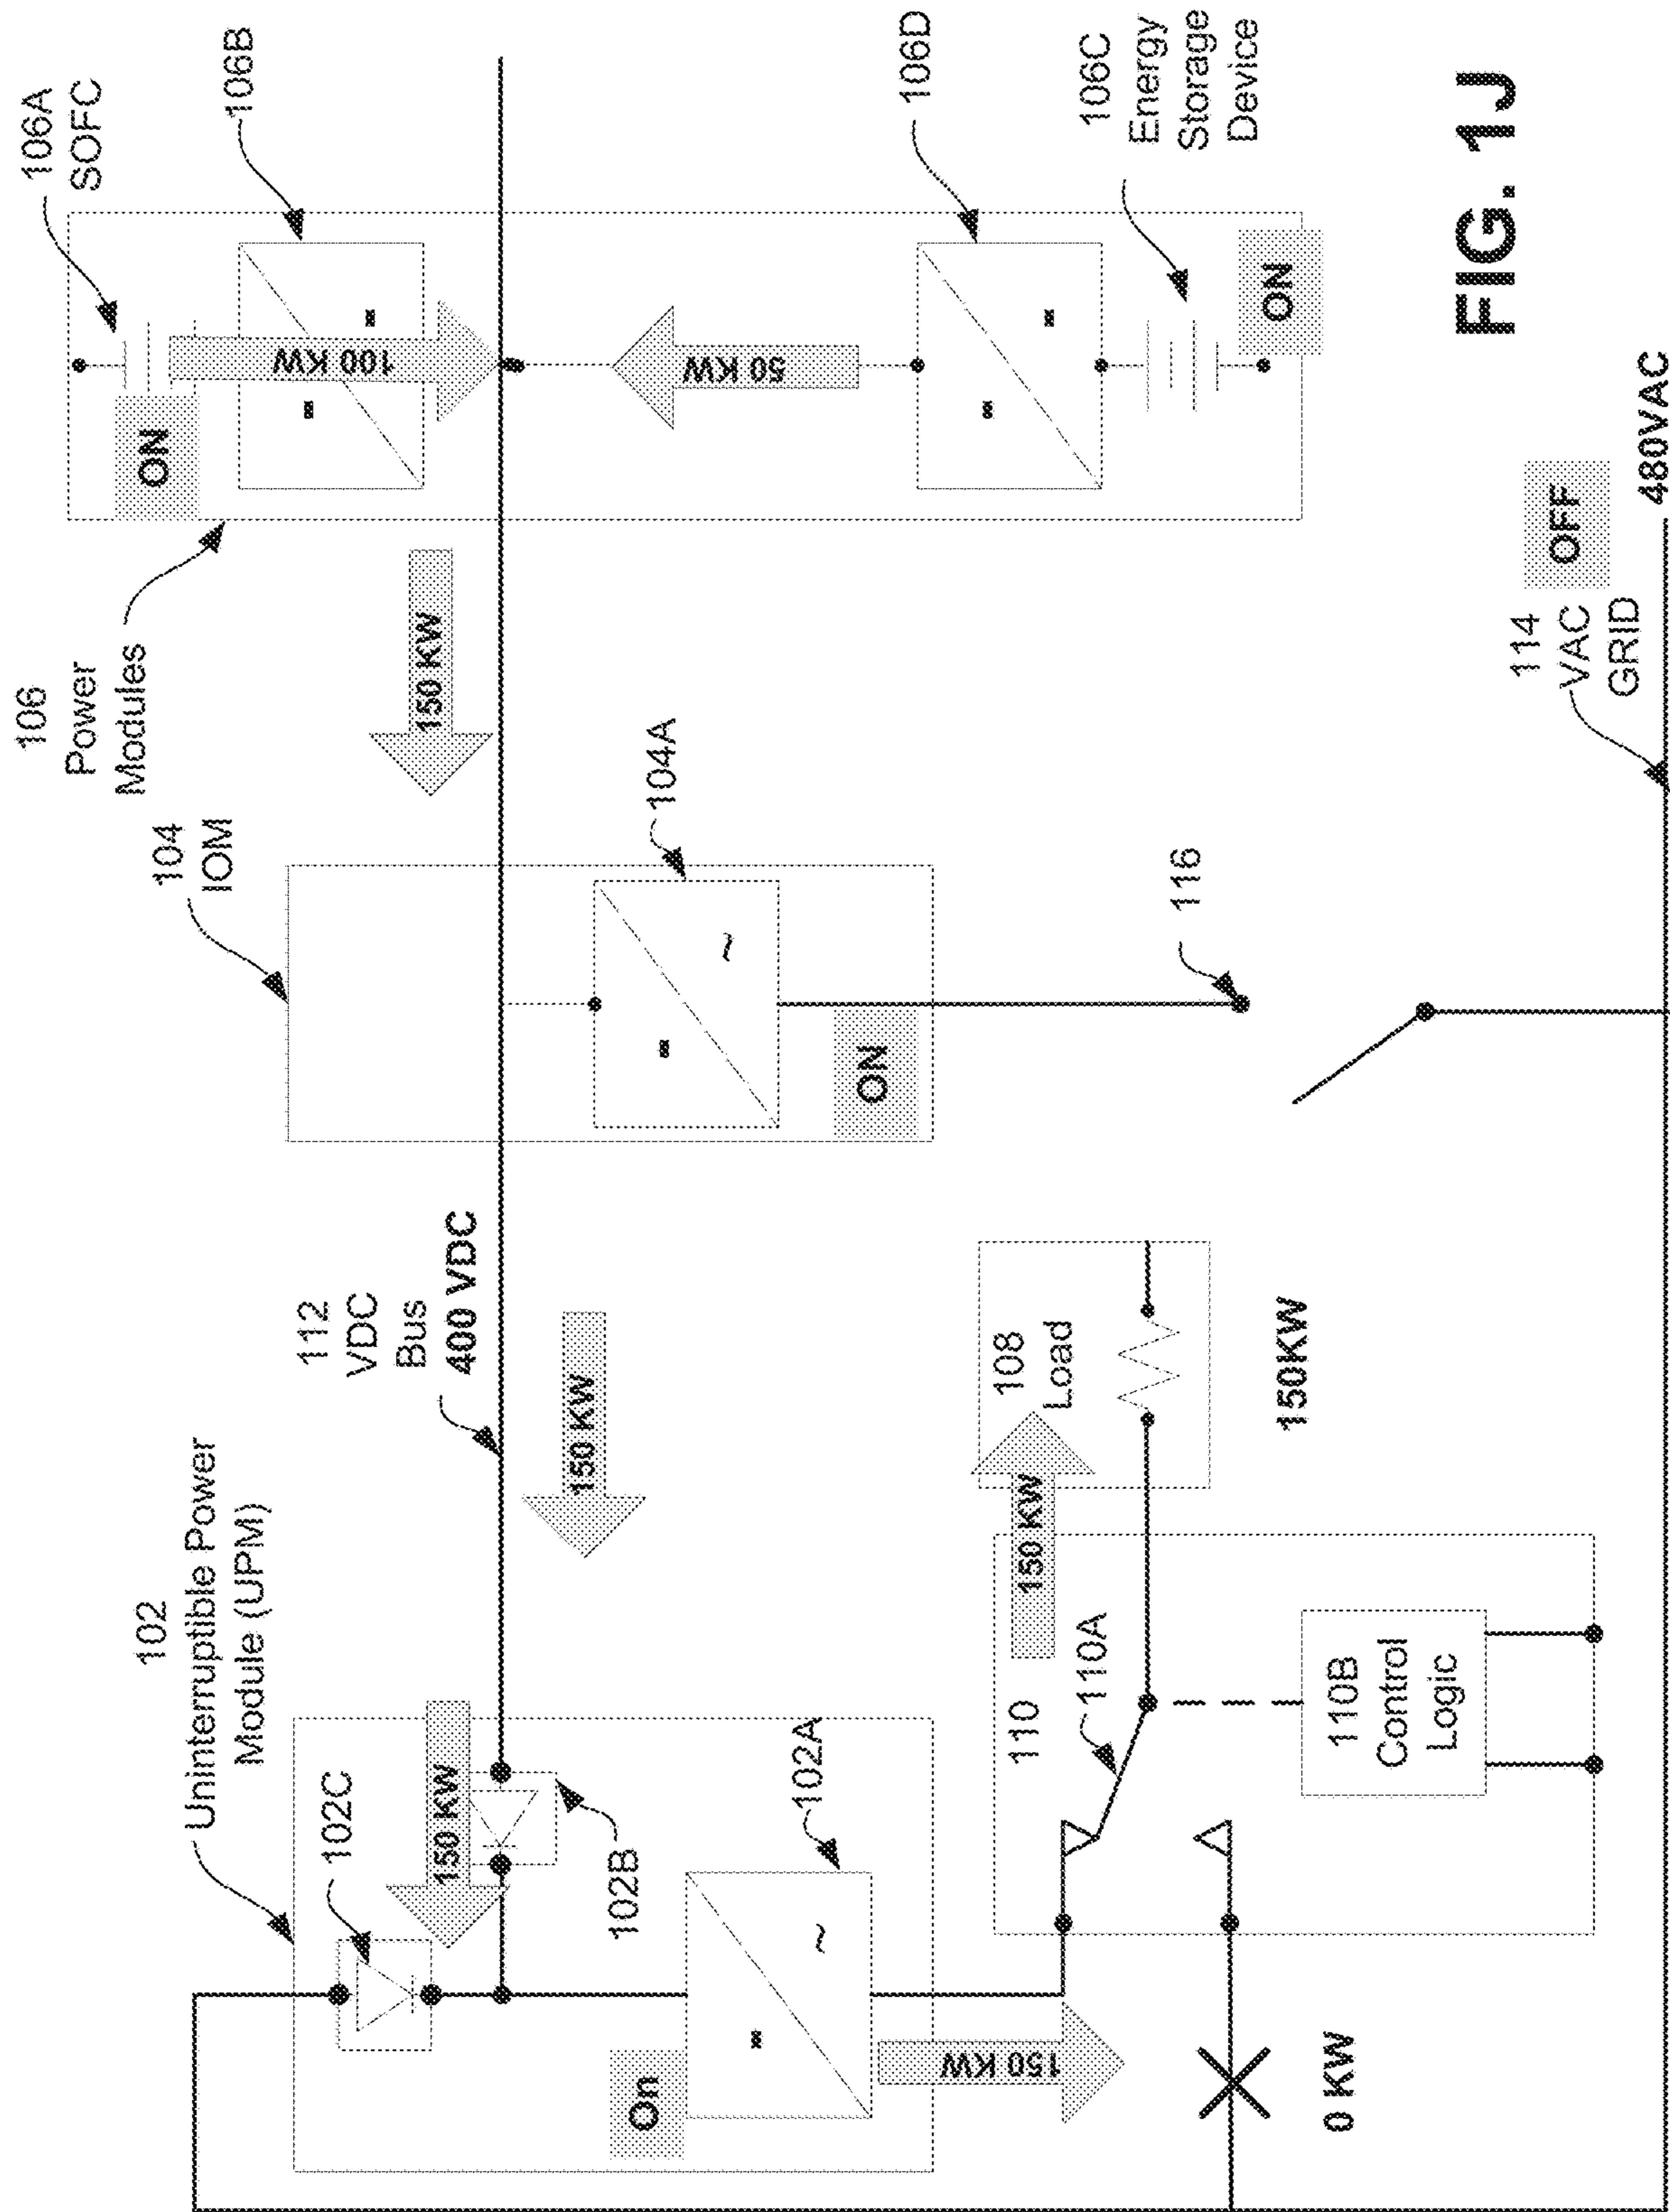 102
Uninterruptible Power
Module (UPM)
102C
150 KW
102B
On
102A
150 KW
0 KW
112
VDC
Bus
400 VDC
150 KW
110
110A
150 KW
110B
Control
Logic
108
Load
150KW
104
IOM
104A
ON
116
106
Power
Modules
150 KW
106A
SOFC
ON
100 KW
106B
50 KW
106D
106C
Energy
Storage
Device
ON
114
VAC
GRID
OFF
480VAC
FIG. 1J